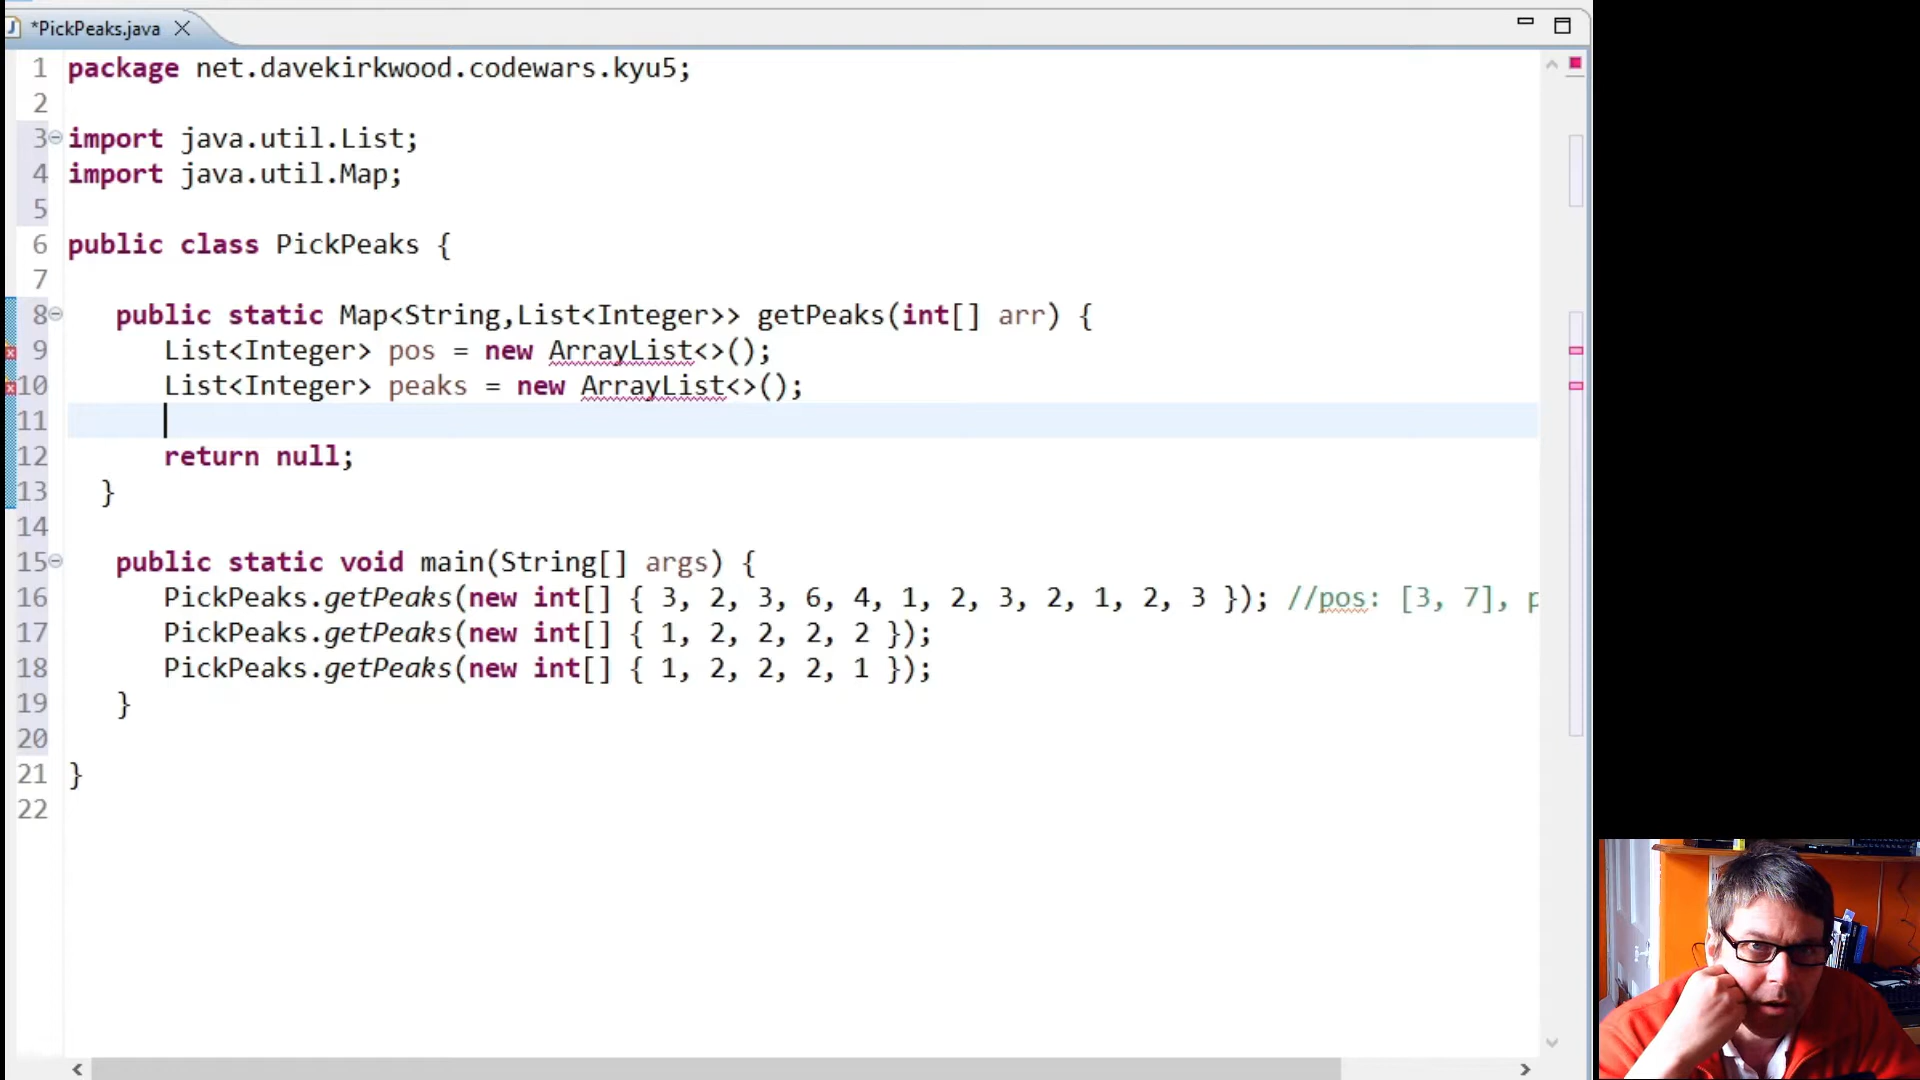 *PickPeaks.java
1 package net.davekirkwood.codewars.kyu5;
2
3 import java.util.List;
4 import java.util.Map;
5
6 public class PickPeaks {
7
8 public static Map<String,List<Integer>> getPeaks(int[] arr) {
9 List<Integer> pos = new ArrayList<>();
10 List<Integer> peaks = new ArrayList<>();
11
12 return null;
13 }
14
15 public static void main(String[] args) {
16 PickPeaks.getPeaks(new int[] { 3, 2, 3, 6, 4, 1, 2, 3, 2, 1, 2, 3 }); //pos: [3, 7], p
17 PickPeaks.getPeaks(new int[] { 1, 2, 2, 2, 2 });
18 PickPeaks.getPeaks(new int[] { 1, 2, 2, 2, 1 });
19 }
20
21 }
22